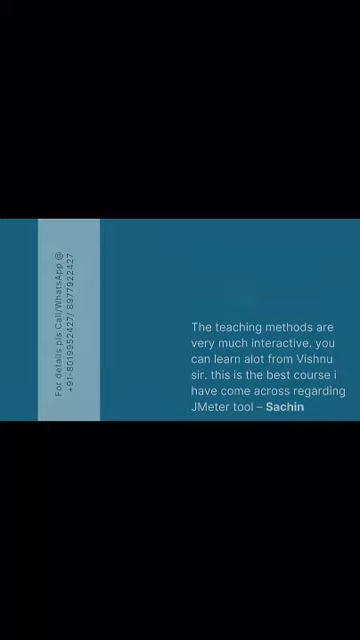 For details pls Call/WhatsApp @
+91-8019952427/ 8977922427
The teaching methods are
very much interactive. you
can learn alot from Vishnu
sir. this is the best course i
have come across regarding
JMeter tool – Sachin